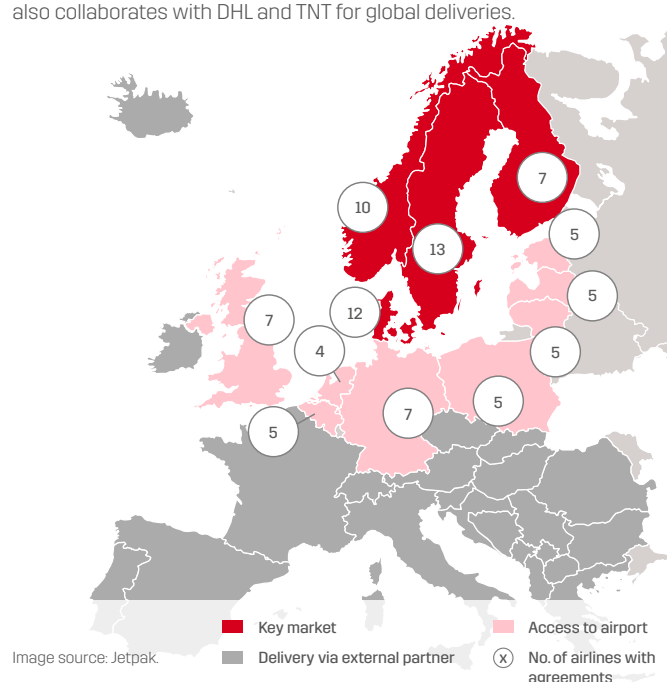 also collaborates with DHL and TNT for global deliveries.
7
10
5
13
5
12
7
4
5
5
7
5
Key market
Access to airport
Image source: Jetpak.
Delivery via external partner
x
No. of airlines with
agreements